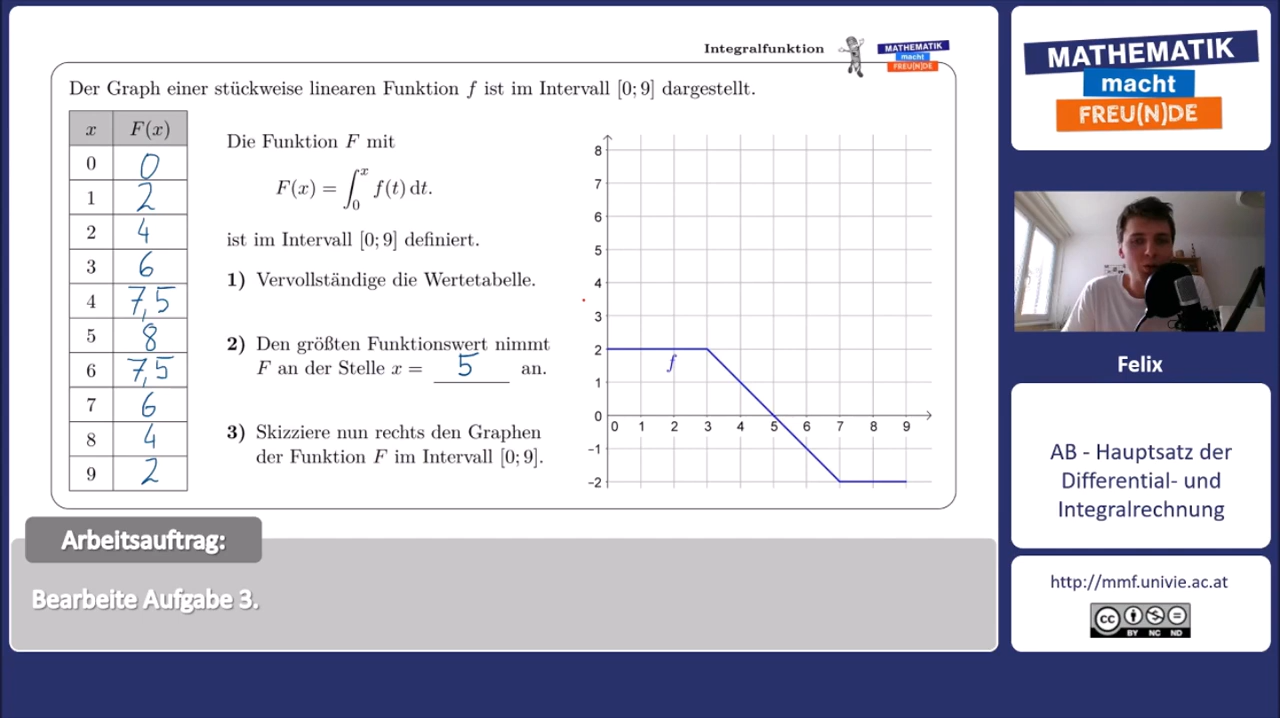 Integralfunktion
MATHEMATIK
macht
FREU(N)DE
Der Graph einer stückweise linearen Funktion f ist im Intervall [0; 9] dargestellt.
x F(x)
0 0
1 2
2 4
3 6
4 7,5
5 8
6 7,5
7 6
8 4
9 2
Die Funktion F mit
F(x) = ∫₀ˣ f(t) dt.
ist im Intervall [0; 9] definiert.
1) Vervollständige die Wertetabelle.
2) Den größten Funktionswert nimmt
F an der Stelle x = 5 an.
3) Skizziere nun rechts den Graphen
der Funktion F im Intervall [0; 9].
8
7
6
5
4
3
2
1
0
−1
−2
0 1 2 3 4 5 6 7 8 9
f
Arbeitsauftrag:
Bearbeite Aufgabe 3.
MATHEMATIK
macht
FREU(N)DE
Felix
AB - Hauptsatz der
Differential- und
Integralrechnung
http://mmf.univie.ac.at
cc
BY NC ND